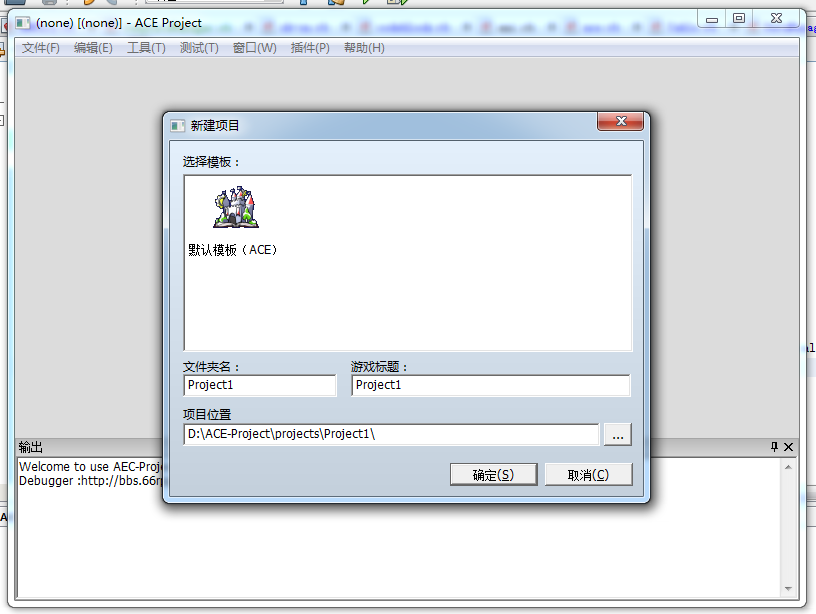 (none) [(none)] - ACE Project
文件(F) 编辑(E) 工具(T) 测试(T) 窗口(W) 插件(P) 帮助(H)
新建项目
选择模板：
默认模板（ACE）
文件夹名： 游戏标题：
Project1 Project1
项目位置
D:\ACE-Project\projects\Project1\ ...
确定(S) 取消(C)
输出
Welcome to use AEC-Proj
Debugger :http://bbs.66r